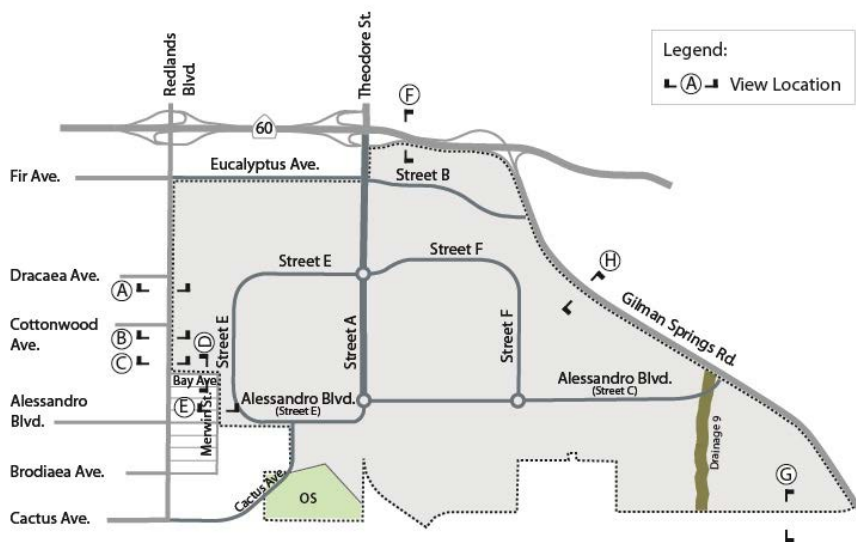 Redlands
Blvd.
Theodore St.
F
Legend:
A View Location
60
Eucalyptus Ave.
Fir Ave.
Street B
Street F
Street E
H
Dracaea Ave.
A
Gilman Springs Rd.
Cottonwood
Ave.
B
D
Street E
Street A
Street F
C
Bay Ave.
Alessandro Blvd.
(Street E)
Alessandro Blvd.
(Street C)
Alessandro
Blvd.
E
Merwin St.
Drainage 9
Brodiaea Ave.
G
Cactus Ave.
OS
Cactus Ave.